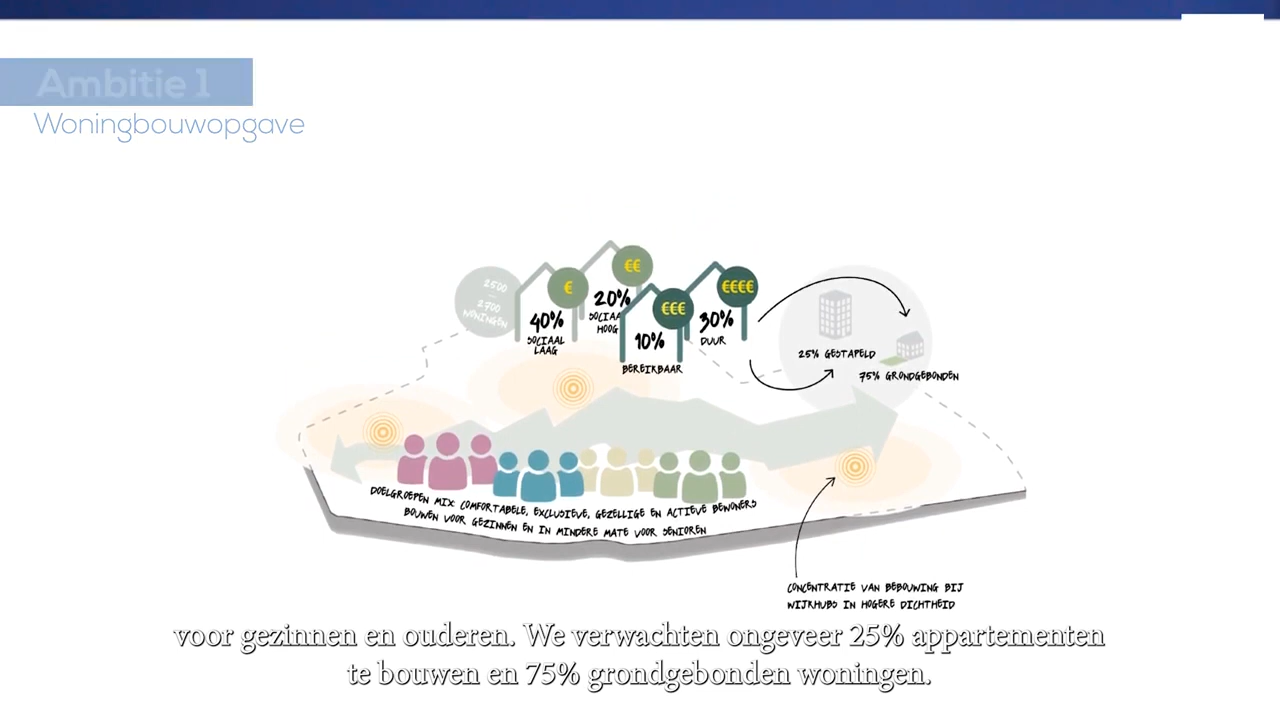 Ambitie 1
Woningbouwopgave
2500
-
2700
WONINGEN
€
40%
SOCIAAL
LAAG
€€
20%
SOCIAA
HOOG
€€€
10%
BEREIKBAAR
€€€€
30%
DUUR
25% GESTAPELD
75% GRONDGEBONDEN
DOELGROEPEN MIX: COMFORTABELE, EXCLUSIEVE, GEZELLIGE EN ACTIEVE BEWONERS
BOUWEN VOOR GEZINNEN EN IN MINDERE MATE VOOR SENIOREN
CONCENTRATIE VAN BEBOUWING BIJ
WIJKHUBS IN HOGERE DICHTHEID
voor gezinnen en ouderen. We verwachten ongeveer 25% appartementen
te bouwen en 75% grondgebonden woningen.